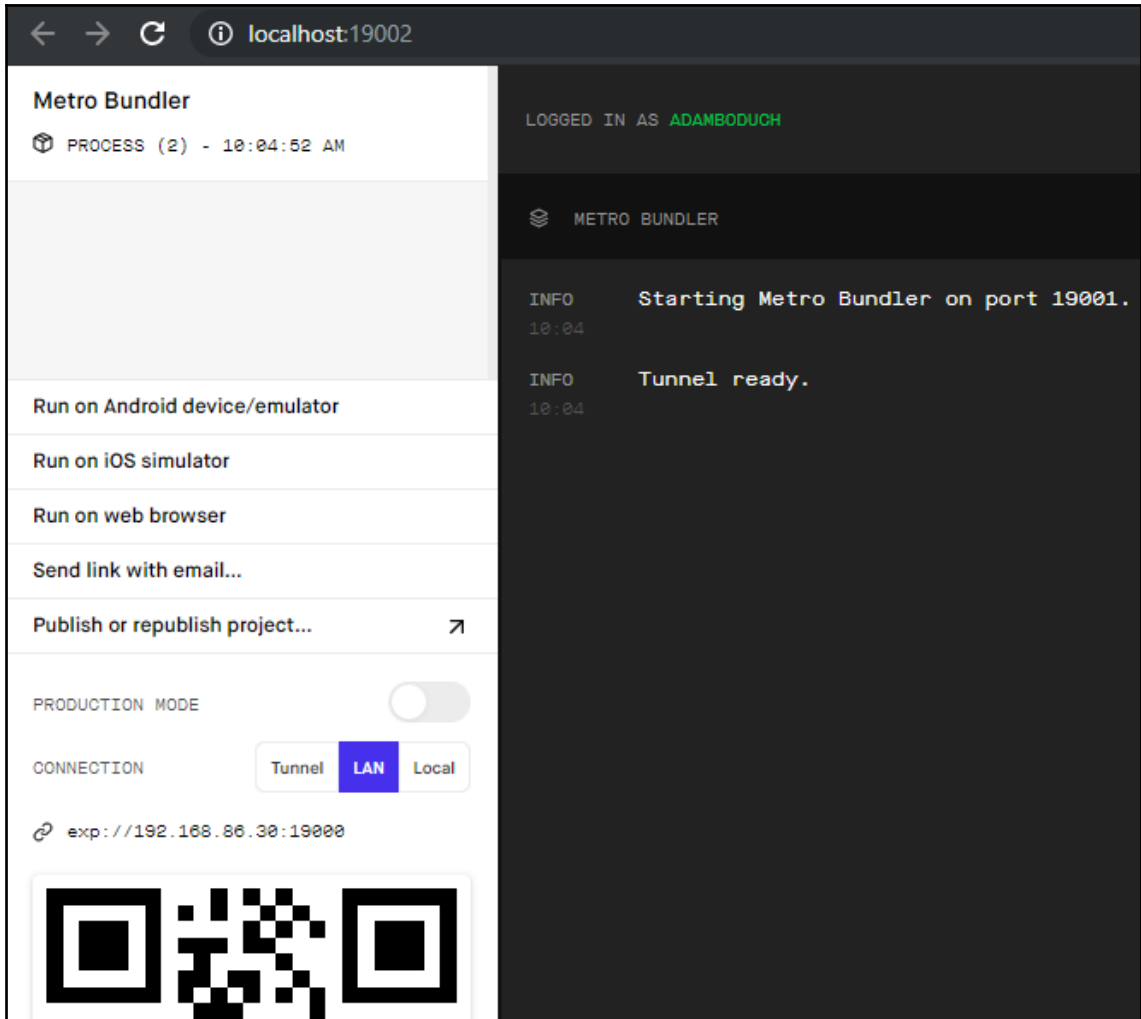 localhost:19002
Metro Bundler
PROCESS (2) - 10:04:52 AM
Run on Android device/emulator
Run on iOS simulator
Run on web browser
Send link with email...
Publish or republish project...
PRODUCTION MODE
CONNECTION Tunnel LAN Local
exp://192.168.86.30:19000
LOGGED IN AS ADAMBODUCH
METRO BUNDLER
INFO Starting Metro Bundler on port 19001.
10:04
INFO Tunnel ready.
10:04